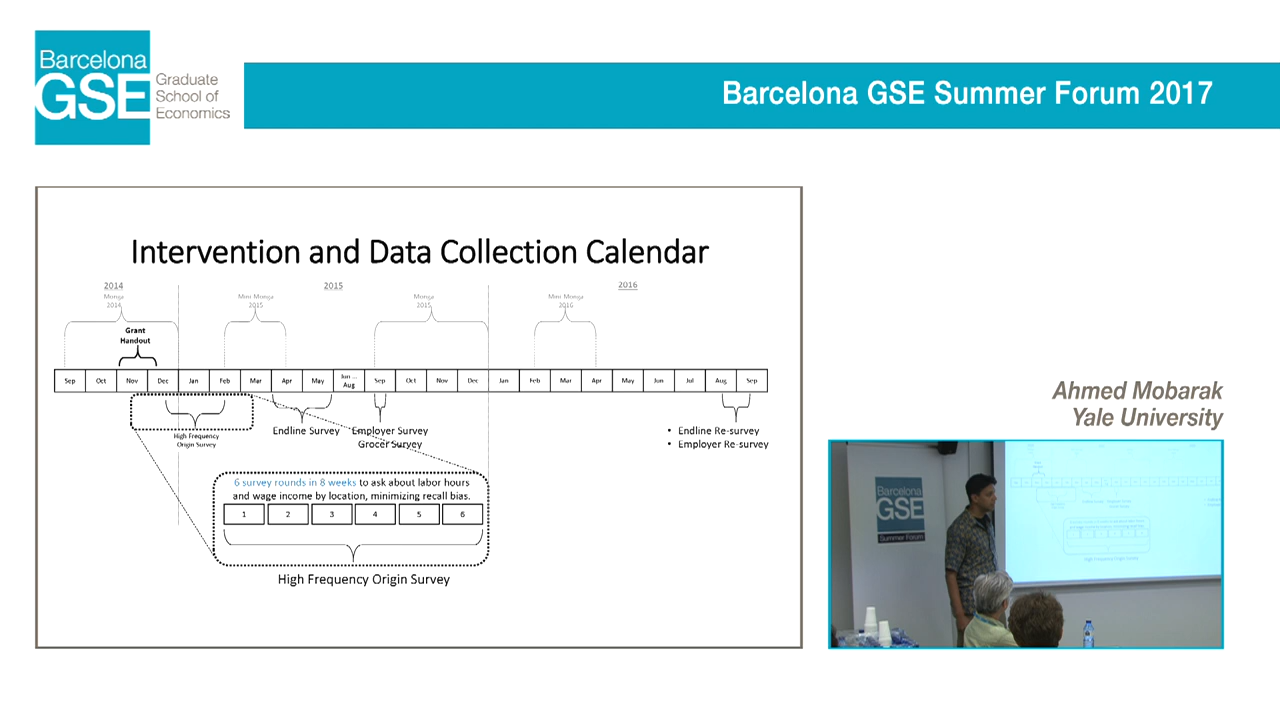 Barcelona
GSE
Graduate
School of
Economics
Barcelona GSE Summer Forum 2017
Intervention and Data Collection Calendar
2014
2015
2016
Monga
2014
Mini Monga
2015
Monga
2015
Mini Monga
2016
Grant
Handout
Sep Oct Nov Dec Jan Feb Mar Apr May Jun ... Aug Sep Oct Nov Dec Jan Feb Mar Apr May Jun Jul Aug Sep
High Frequency
Origin Survey
Endline Survey
Employer Survey
Grocer Survey
• Endline Re-survey
• Employer Re-survey
6 survey rounds in 8 weeks to ask about labor hours
and wage income by location, minimizing recall bias.
1 2 3 4 5 6
High Frequency Origin Survey
Ahmed Mobarak
Yale University
Barcelona
GSE
Summer Forum